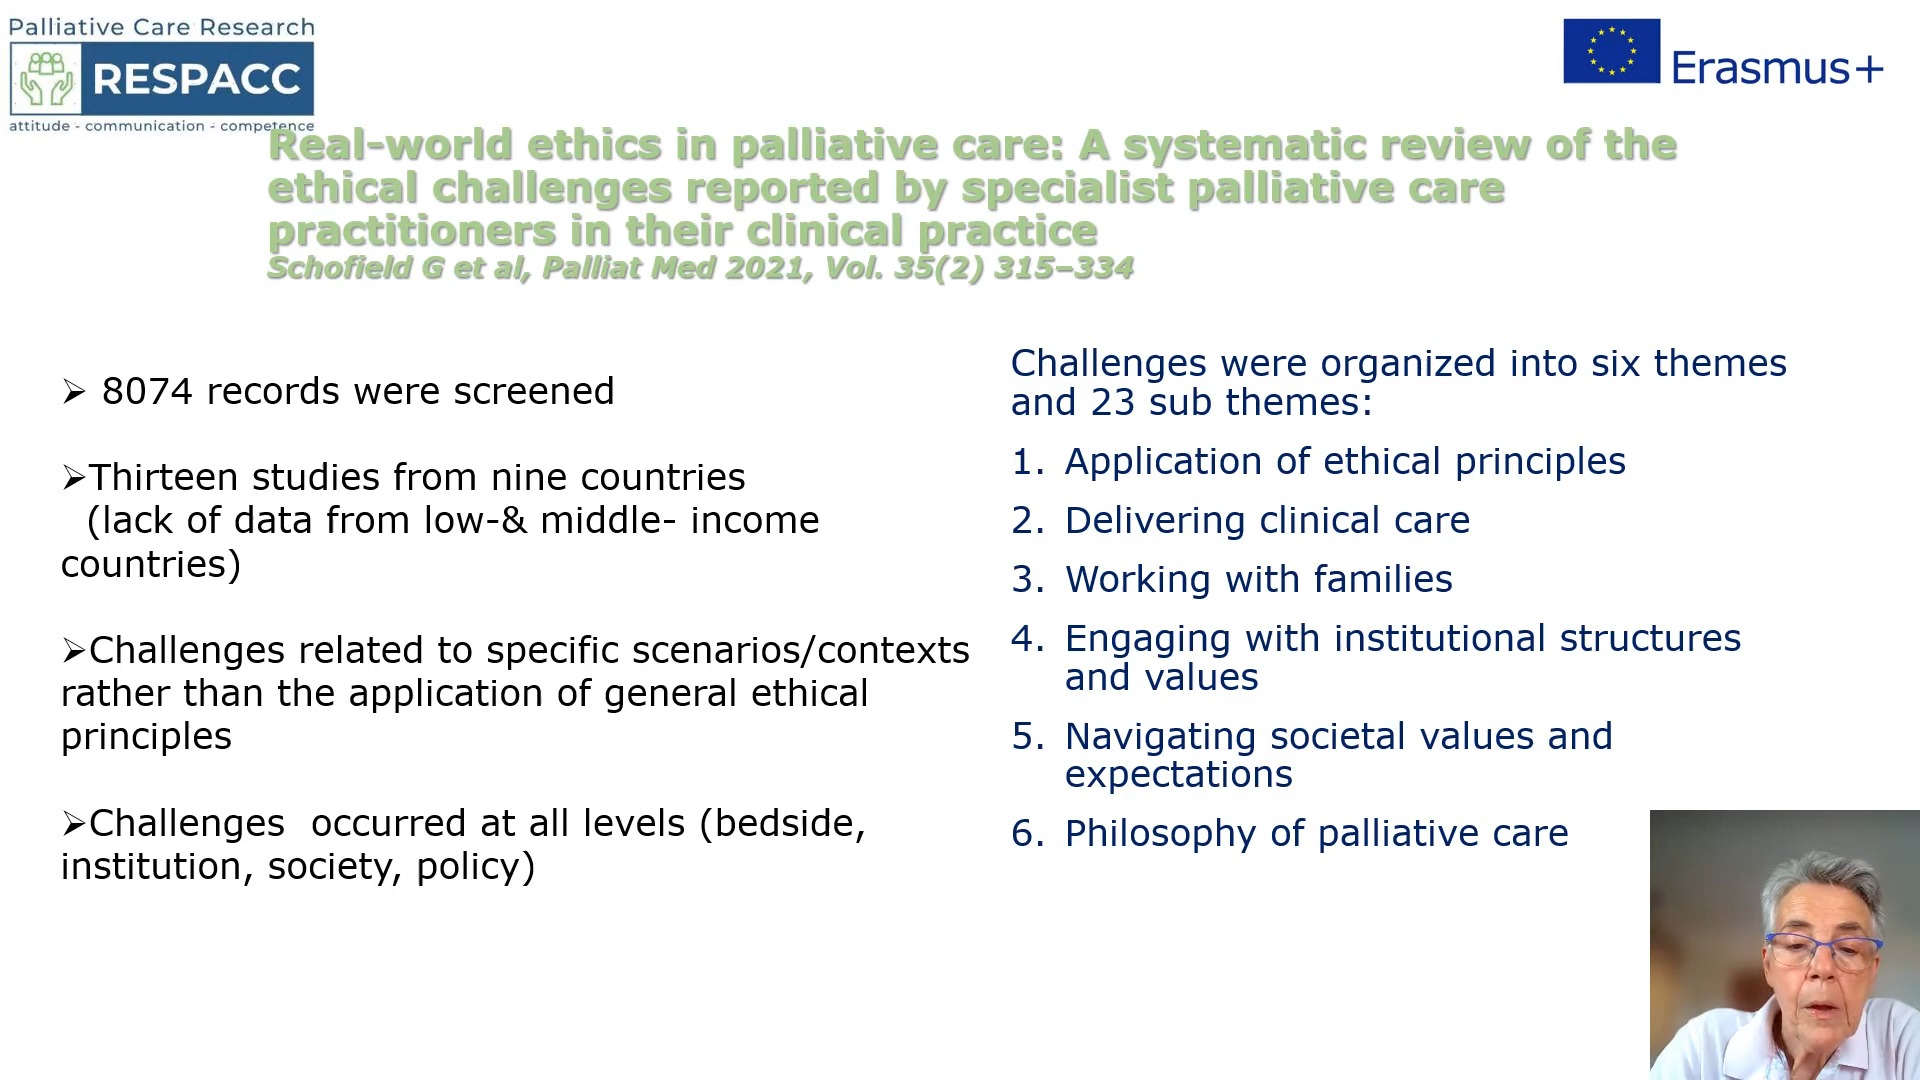 Palliative Care Research
RESPACC
attitude - communication - competence
Erasmus+
Real-world ethics in palliative care: A systematic review of the
ethical challenges reported by specialist palliative care
practitioners in their clinical practice
Schofield G et al, Palliat Med 2021, Vol. 35(2) 315–334
➢ 8074 records were screened
➢Thirteen studies from nine countries
(lack of data from low-& middle- income
countries)
➢Challenges related to specific scenarios/contexts
rather than the application of general ethical
principles
➢Challenges  occurred at all levels (bedside,
institution, society, policy)
Challenges were organized into six themes
and 23 sub themes:
1. Application of ethical principles
2. Delivering clinical care
3. Working with families
4. Engaging with institutional structures
and values
5. Navigating societal values and
expectations
6. Philosophy of palliative care